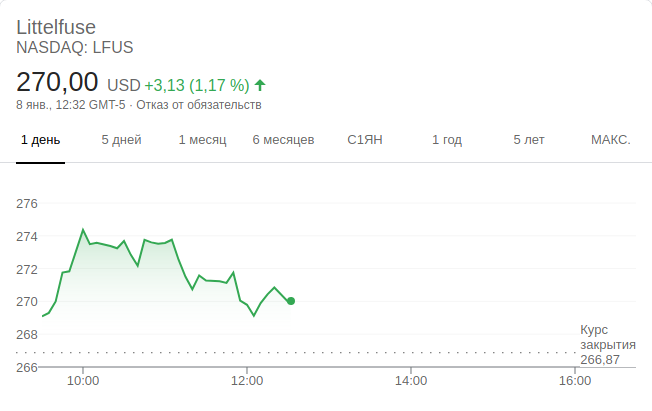 Littelfuse
NASDAQ: LFUS
270,00 USD +3,13 (1,17 %)
8 янв., 12:32 GMT-5 · Отказ от обязательств
1 день 5 дней 1 месяц 6 месяцев С1ЯН 1 год 5 лет МАКС.
276
274
272
270
268
Курс
закрытия
266,87
266
10:00 12:00 14:00 16:00